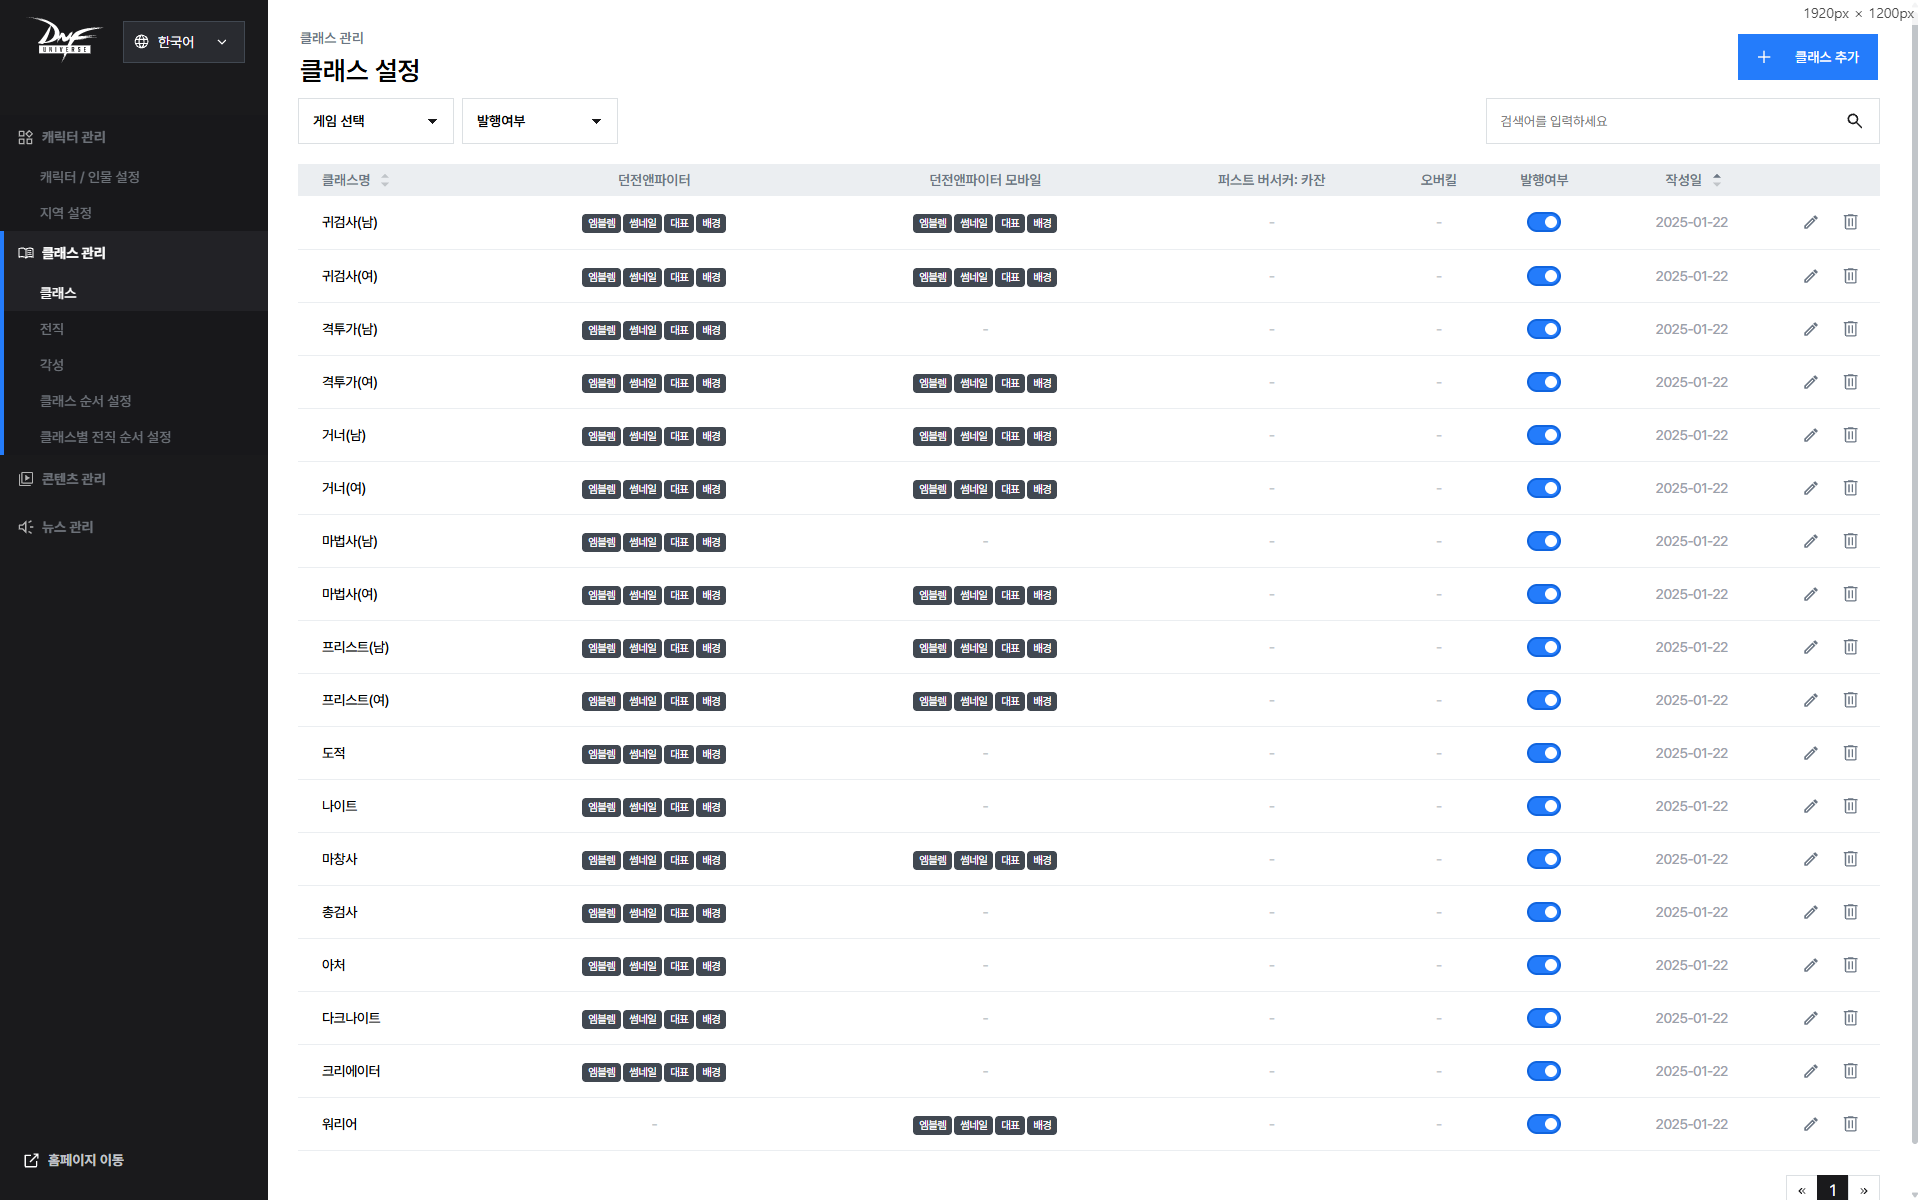 1920px × 1200px
DNF
UNIVERSE
한국어
캐릭터 관리
캐릭터 / 인물 설정
지역 설정
클래스 관리
클래스
전직
각성
클래스 순서 설정
클래스별 전직 순서 설정
콘텐츠 관리
뉴스 관리
홈페이지 이동
클래스 관리
클래스 설정
+ 클래스 추가
게임 선택 발행여부 검색어를 입력하세요
클래스명 던전앤파이터 던전앤파이터 모바일 퍼스트 버서커: 카잔 오버킬 발행여부 작성일
귀검사(남) 엠블렘 썸네일 대표 배경 엠블렘 썸네일 대표 배경 - - 2025-01-22
귀검사(여) 엠블렘 썸네일 대표 배경 엠블렘 썸네일 대표 배경 - - 2025-01-22
격투가(남) 엠블렘 썸네일 대표 배경 - - - 2025-01-22
격투가(여) 엠블렘 썸네일 대표 배경 엠블렘 썸네일 대표 배경 - - 2025-01-22
거너(남) 엠블렘 썸네일 대표 배경 엠블렘 썸네일 대표 배경 - - 2025-01-22
거너(여) 엠블렘 썸네일 대표 배경 엠블렘 썸네일 대표 배경 - - 2025-01-22
마법사(남) 엠블렘 썸네일 대표 배경 - - - 2025-01-22
마법사(여) 엠블렘 썸네일 대표 배경 엠블렘 썸네일 대표 배경 - - 2025-01-22
프리스트(남) 엠블렘 썸네일 대표 배경 엠블렘 썸네일 대표 배경 - - 2025-01-22
프리스트(여) 엠블렘 썸네일 대표 배경 엠블렘 썸네일 대표 배경 - - 2025-01-22
도적 엠블렘 썸네일 대표 배경 - - - 2025-01-22
나이트 엠블렘 썸네일 대표 배경 - - - 2025-01-22
마창사 엠블렘 썸네일 대표 배경 엠블렘 썸네일 대표 배경 - - 2025-01-22
총검사 엠블렘 썸네일 대표 배경 - - - 2025-01-22
아처 엠블렘 썸네일 대표 배경 - - - 2025-01-22
다크나이트 엠블렘 썸네일 대표 배경 - - - 2025-01-22
크리에이터 엠블렘 썸네일 대표 배경 - - - 2025-01-22
워리어 - 엠블렘 썸네일 대표 배경 - - 2025-01-22
« 1 »